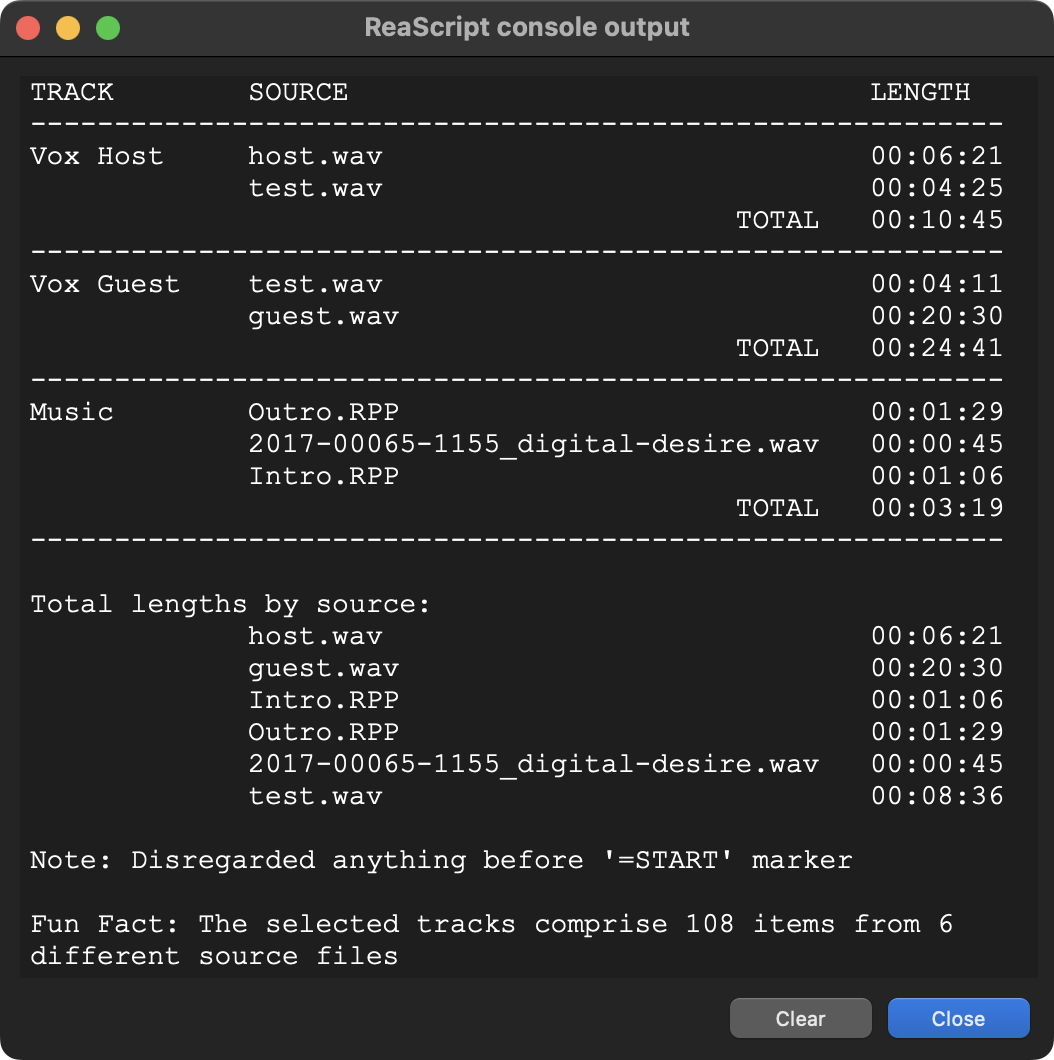 ReaScript console output
TRACK        SOURCE                               LENGTH
----------------------------------------------------------
Vox Host     host.wav                             00:06:21
             test.wav                             00:04:25
                                          TOTAL   00:10:45
----------------------------------------------------------
Vox Guest    test.wav                             00:04:11
             guest.wav                            00:20:30
                                          TOTAL   00:24:41
----------------------------------------------------------
Music        Outro.RPP                            00:01:29
             2017-00065-1155_digital-desire.wav   00:00:45
             Intro.RPP                            00:01:06
                                          TOTAL   00:03:19
----------------------------------------------------------
Total lengths by source:
             host.wav                             00:06:21
             guest.wav                            00:20:30
             Intro.RPP                            00:01:06
             Outro.RPP                            00:01:29
             2017-00065-1155_digital-desire.wav   00:00:45
             test.wav                             00:08:36
Note: Disregarded anything before '=START' marker
Fun Fact: The selected tracks comprise 108 items from 6
different source files
Clear   Close